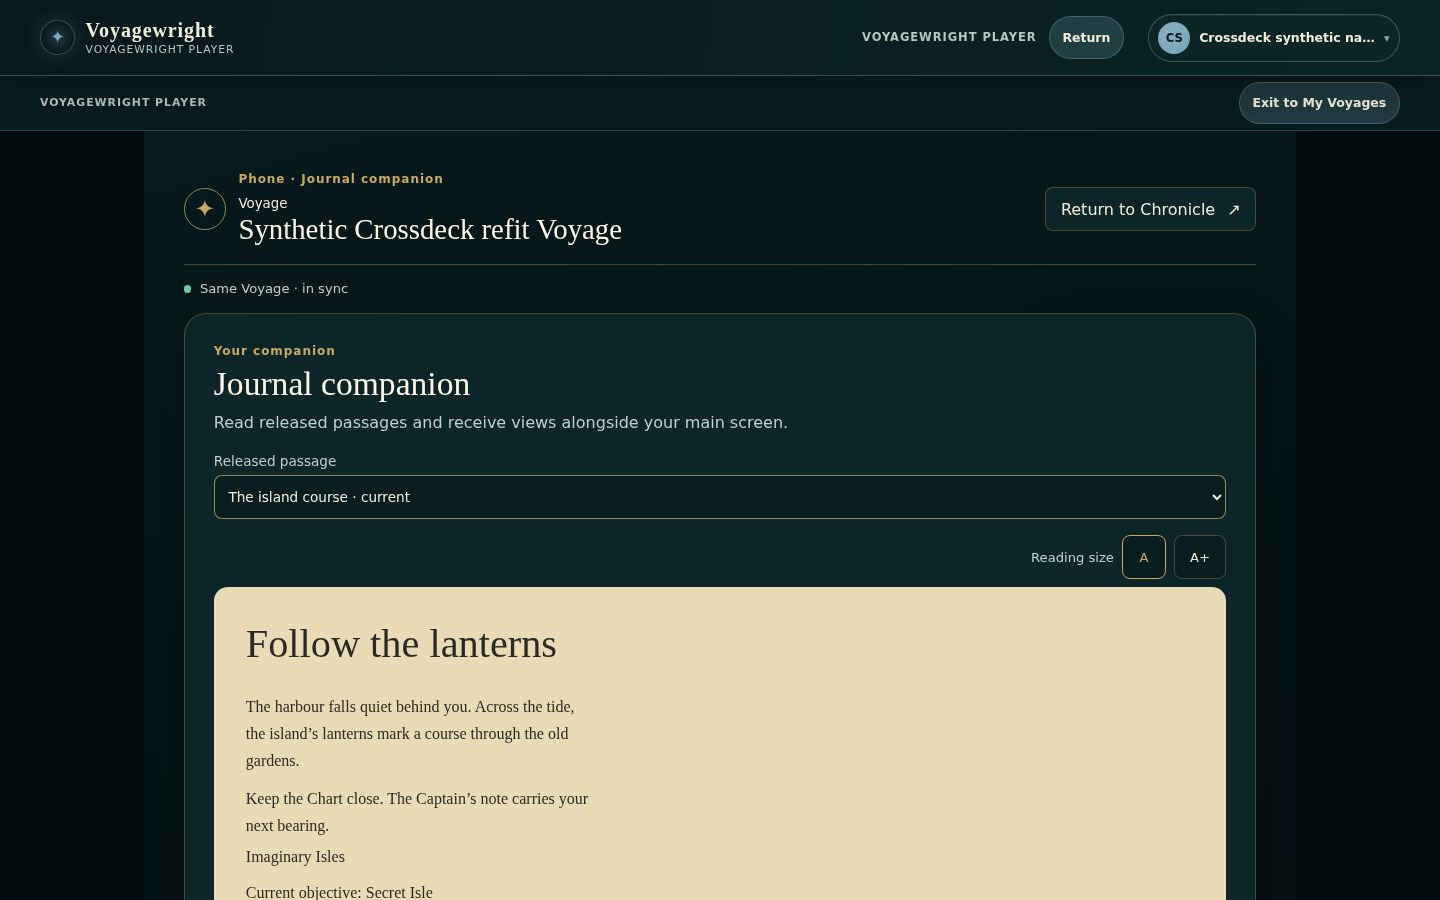 ✦ Voyagewright
VOYAGEWRIGHT PLAYER
VOYAGEWRIGHT PLAYER Return CS Crossdeck synthetic na… ▾
VOYAGEWRIGHT PLAYER Exit to My Voyages
Phone · Journal companion
✦ Voyage
Synthetic Crossdeck refit Voyage
Return to Chronicle ↗
Same Voyage · in sync
Your companion
Journal companion
Read released passages and receive views alongside your main screen.
Released passage
The island course · current
Reading size A A+
Follow the lanterns
The harbour falls quiet behind you. Across the tide,
the island’s lanterns mark a course through the old
gardens.
Keep the Chart close. The Captain’s note carries your
next bearing.
Imaginary Isles
Current objective: Secret Isle